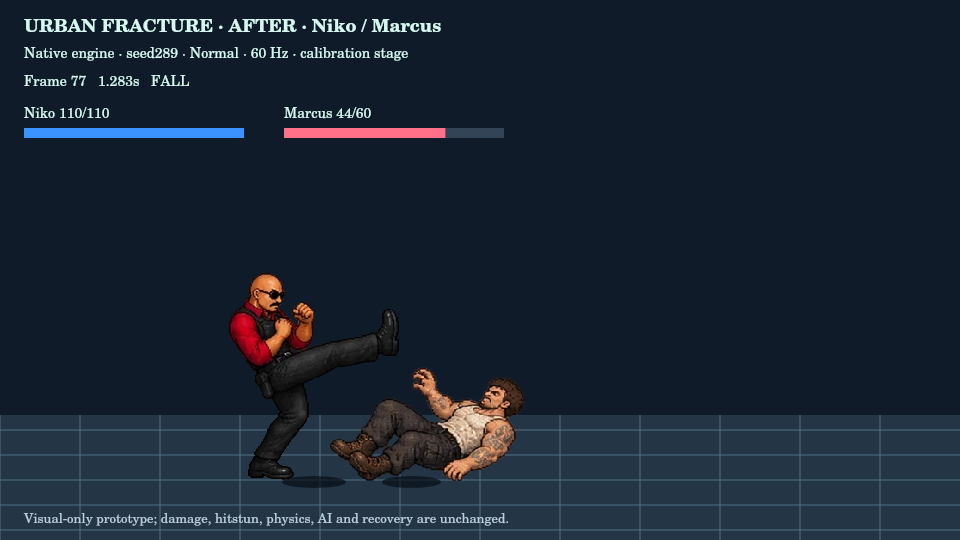 URBAN FRACTURE · AFTER · Niko / Marcus
Native engine · seed289 · Normal · 60 Hz · calibration stage
Frame 77   1.283s   FALL
Niko 110/110   Marcus 44/60
Visual-only prototype; damage, hitstun, physics, AI and recovery are unchanged.